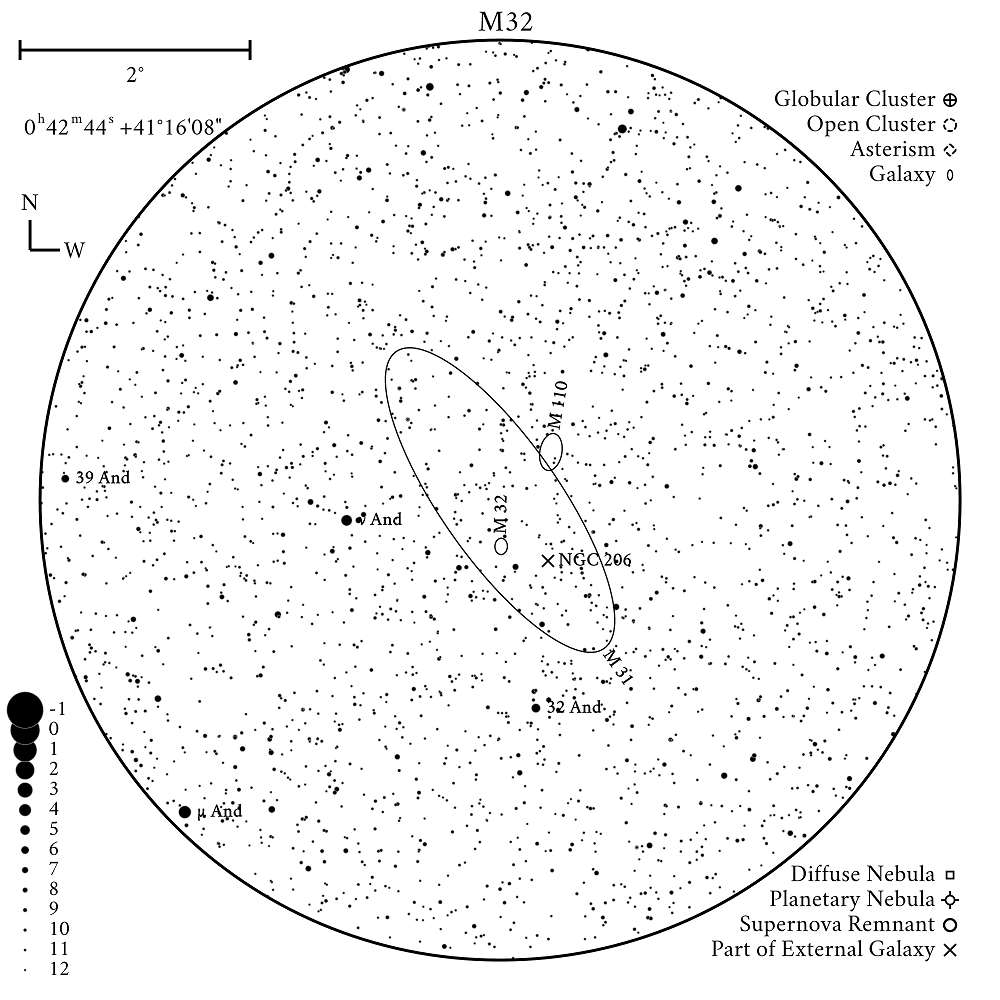 M32
2°
0ʰ42ᵐ44ˢ +41°16'08"
Globular Cluster
Open Cluster
Asterism
Galaxy
N
W
M 110
39 And
M 32
ν And
NGC 206
M 31
32 And
μ And
-1
0
1
2
3
4
5
6
7
8
9
10
11
12
Diffuse Nebula
Planetary Nebula
Supernova Remnant
Part of External Galaxy